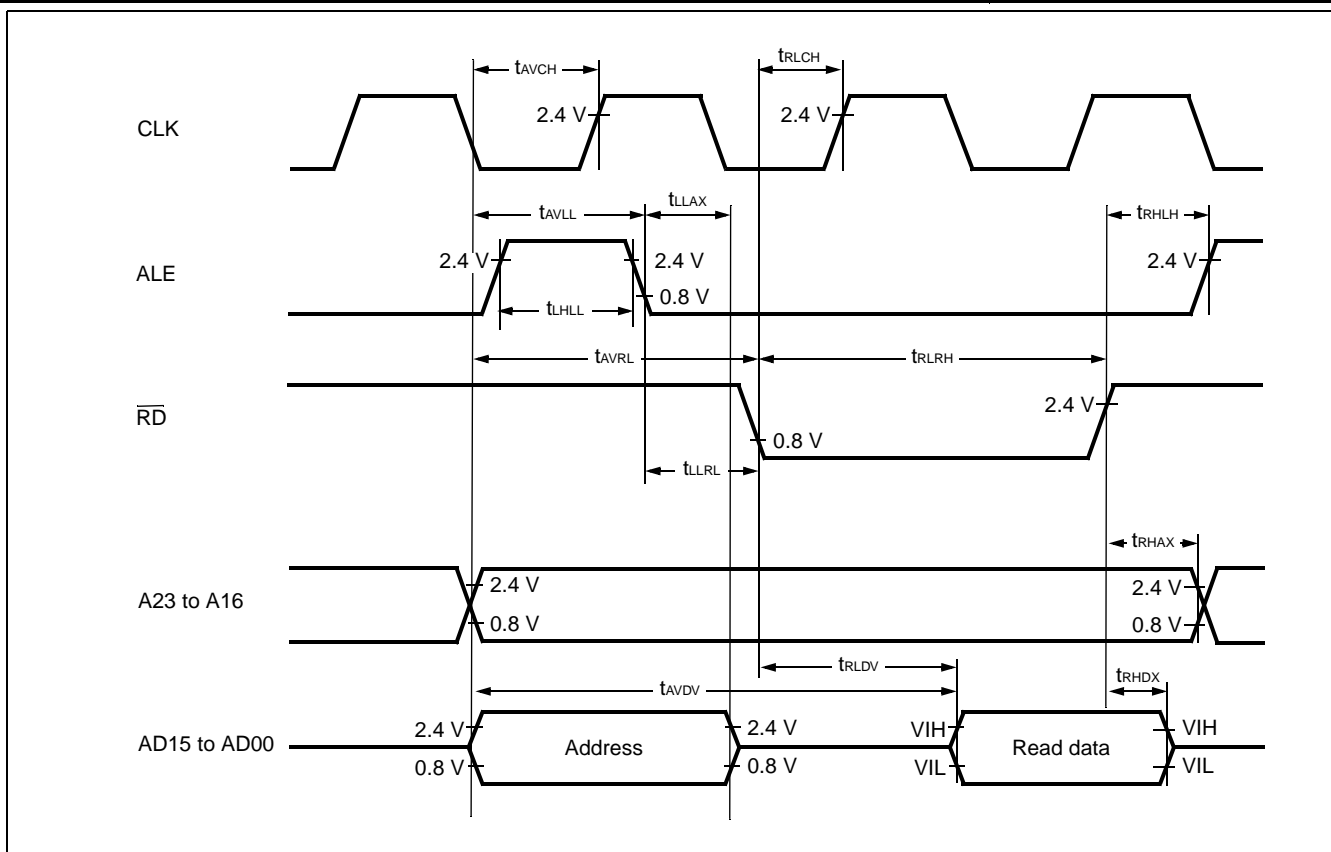 tAVCH
tRLCH
CLK
2.4 V
2.4 V
tAVLL
tLLAX
tRHLH
ALE
2.4 V
2.4 V
2.4 V
0.8 V
tLHLL
tAVRL
tRLRH
RD
2.4 V
0.8 V
tLLRL
tRHAX
A23 to A16
2.4 V
2.4 V
0.8 V
0.8 V
tRLDV
tAVDV
tRHDX
AD15 to AD00
2.4 V
Address
2.4 V
VIH
Read data
VIH
0.8 V
0.8 V
VIL
VIL